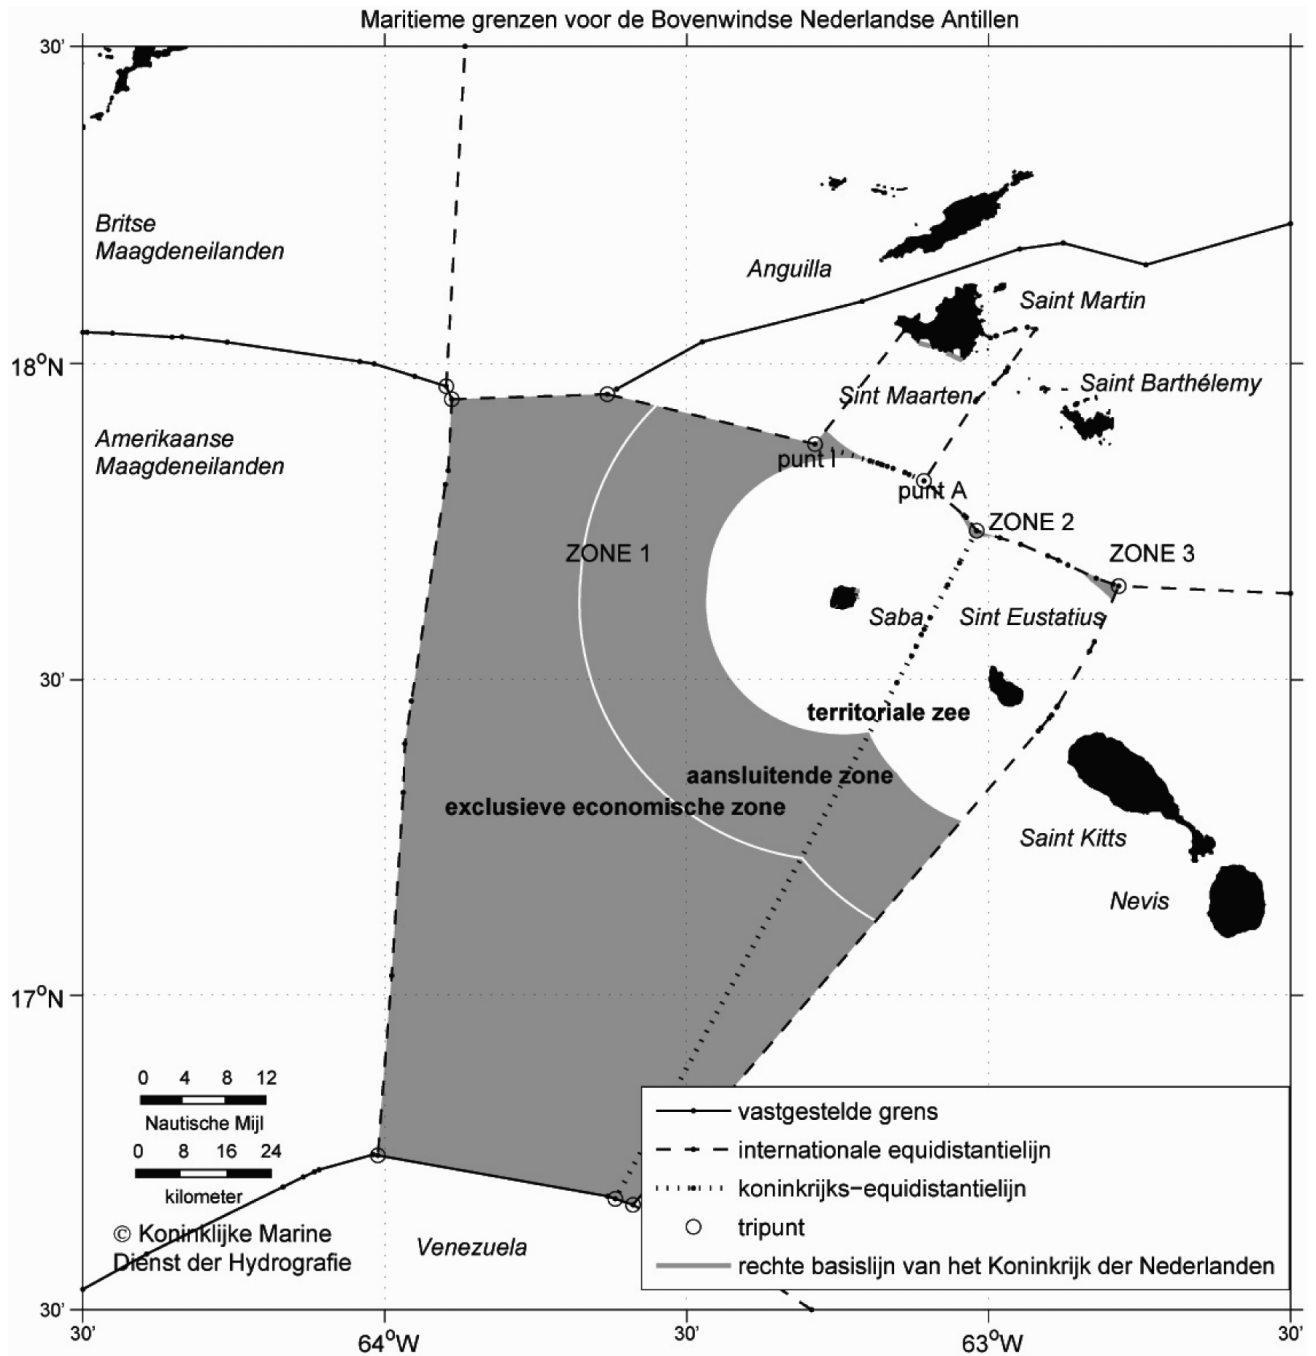 Maritieme grenzen voor de Bovenwindse Nederlandse Antillen
30'
Britse
Maagdeneilanden
Anguilla
Saint Martin
18°N
Sint Maarten
Saint Barthélemy
Amerikaanse
Maagdeneilanden
punt I
punt A
ZONE 2
ZONE 1
ZONE 3
Saba
Sint Eustatius
30'
territoriale zee
aansluitende zone
exclusieve economische zone
Saint Kitts
Nevis
17°N
0 4 8 12
Nautische Mijl
0 8 16 24
kilometer
© Koninklijke Marine
Dienst der Hydrografie
Venezuela
vastgestelde grens
internationale equidistantielijn
koninkrijks-equidistantielijn
tripunt
rechte basislijn van het Koninkrijk der Nederlanden
30'
30' 64°W 30' 63°W 30'